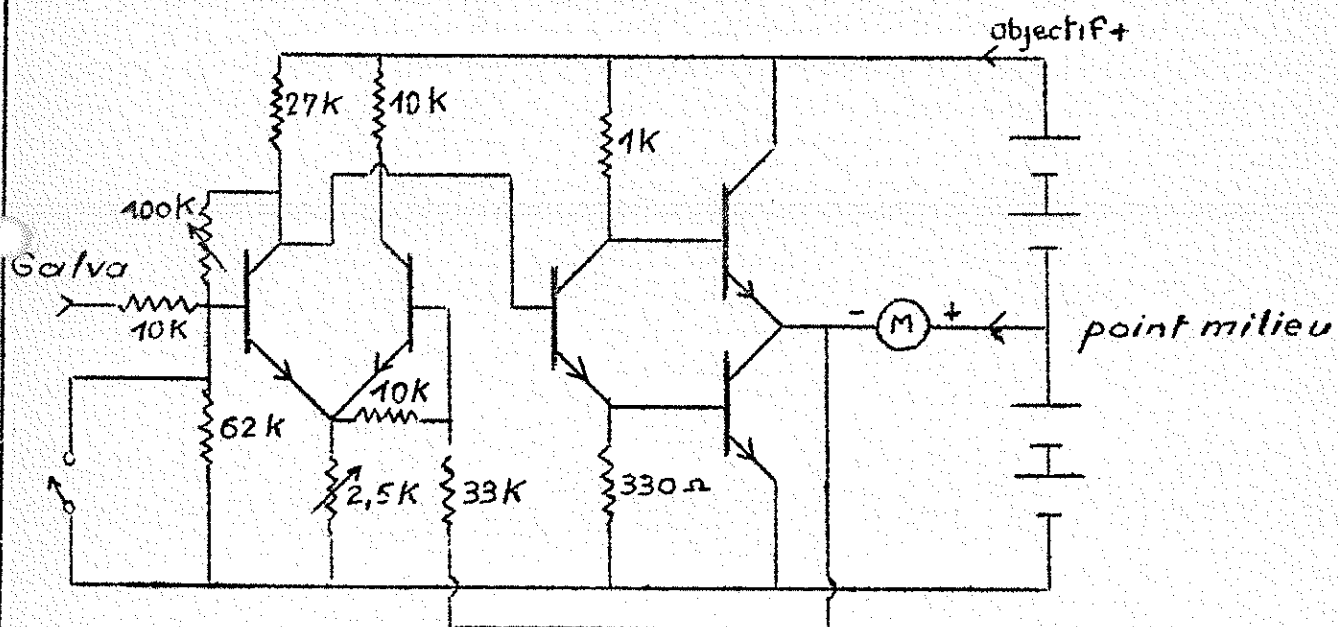 objectif+
27K
10K
1K
100K
Galva
10K
- M +
point milieu
10K
62K
2,5K
33K
330Ω